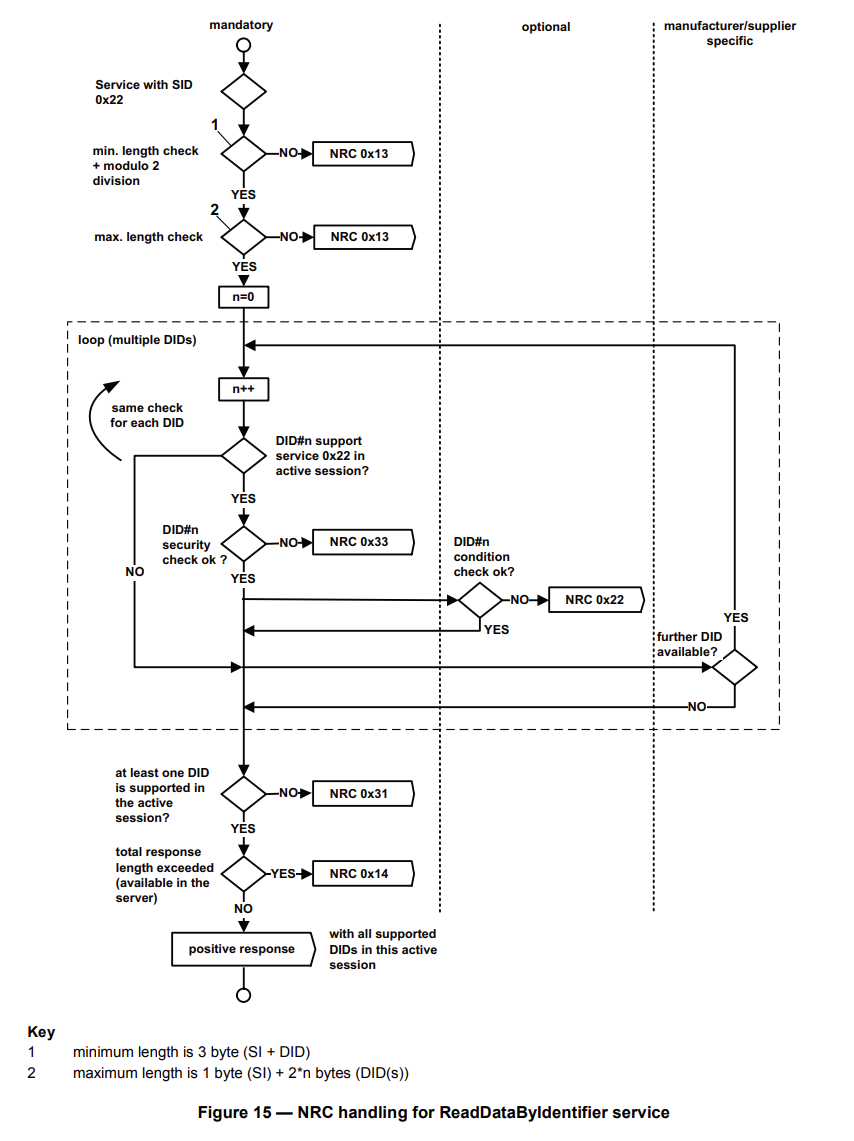 mandatory
optional
manufacturer/supplier
specific
Service with SID
0x22
1
min. length check
+ modulo 2
division
NO
NRC 0x13
YES
2
max. length check
NO
NRC 0x13
YES
n=0
loop (multiple DIDs)
n++
same check
for each DID
DID#n support
service 0x22 in
active session?
YES
DID#n
security
check ok ?
NO
NRC 0x33
DID#n
condition
check ok?
NO
YES
NO
NRC 0x22
YES
YES
further DID
available?
NO
at least one DID
is supported in
the active
session?
NO
NRC 0x31
YES
total response
length exceeded
(available in the
server)
YES
NRC 0x14
NO
positive response
with all supported
DIDs in this active
session
Key
1 minimum length is 3 byte (SI + DID)
2 maximum length is 1 byte (SI) + 2*n bytes (DID(s))
Figure 15 — NRC handling for ReadDataByIdentifier service